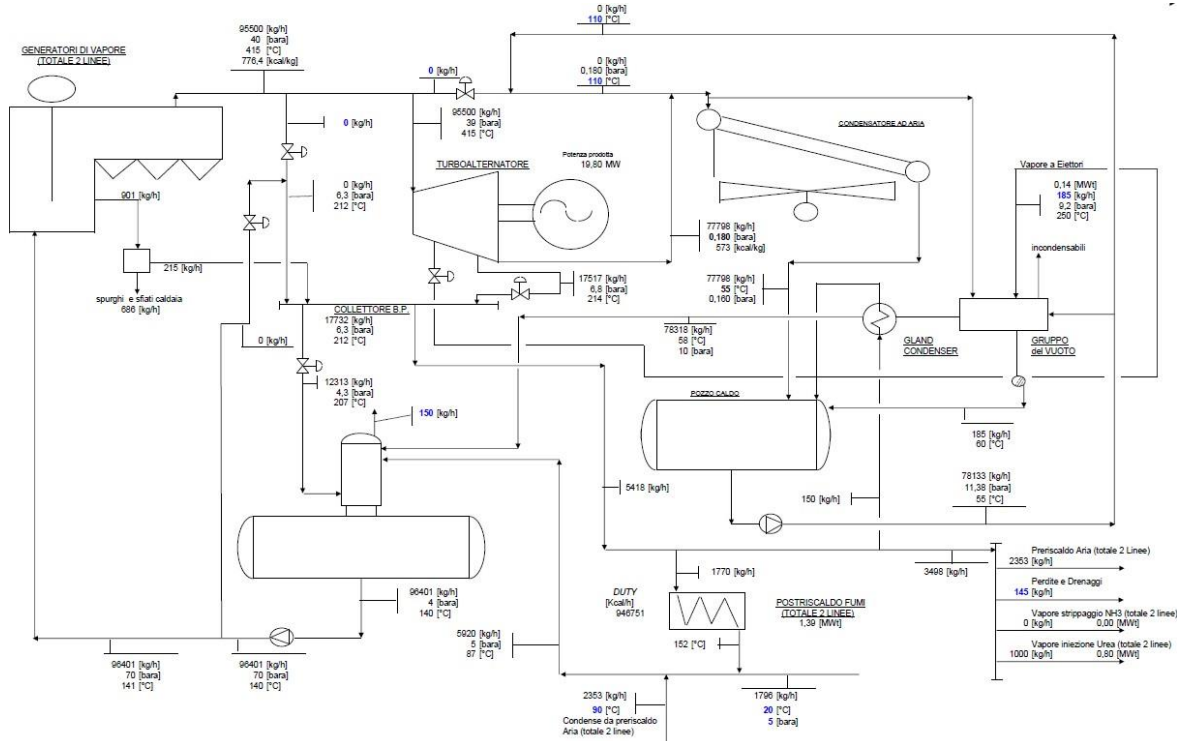 0 [kg/h]
110 [°C]
95500 [kg/h]
40 [bara]
415 [°C]
776,4 [kcal/kg]
GENERATORI DI VAPORE
(TOTALE 2 LINEE)
0 [kg/h]
0 [kg/h]
0,180 [bara]
110 [°C]
0 [kg/h]
95500 [kg/h]
39 [bara]
415 [°C]
CONDENSATORE AD ARIA
TURBOALTERNATORE
Potenza prodotta
19,80 MW
Vapore a Eiettori
0,14 [MWt]
185 [kg/h]
9,2 [bara]
250 [°C]
901 [kg/h]
0 [kg/h]
6,3 [bara]
212 [°C]
77798 [kg/h]
0,180 [bara]
573 [kcal/kg]
incondensabili
215 [kg/h]
spurghi e sfiati caldaia
686 [kg/h]
17517 [kg/h]
6,8 [bara]
214 [°C]
77798 [kg/h]
55 [°C]
0,160 [bara]
COLLETTORE B.P.
17732 [kg/h]
6,3 [bara]
212 [°C]
0 [kg/h]
78318 [kg/h]
58 [°C]
10 [bara]
GLAND
CONDENSER
GRUPPO
del VUOTO
12313 [kg/h]
4,3 [bara]
207 [°C]
150 [kg/h]
POZZO CALDO
185 [kg/h]
60 [°C]
5418 [kg/h]
150 [kg/h]
78133 [kg/h]
11,38 [bara]
55 [°C]
1770 [kg/h]
3498 [kg/h]
Preriscaldo Aria (totale 2 Linee)
2353 [kg/h]
Perdite e Drenaggi
145 [kg/h]
Vapore strippaggio NH3 (totale 2 linee)
0 [kg/h] 0,00 [MWt]
Vapore iniezione Urea (totale 2 linee)
1000 [kg/h] 0,80 [MWt]
DUTY
[Kcal/h]
946751
POSTRISCALDO FUMI
(TOTALE 2 LINEE)
1,39 [MWt]
96401 [kg/h]
4 [bara]
140 [°C]
5920 [kg/h]
5 [bara]
87 [°C]
152 [°C]
96401 [kg/h]
70 [bara]
141 [°C]
96401 [kg/h]
70 [bara]
140 [°C]
2353 [kg/h]
90 [°C]
Condense da preriscaldo
Aria (totale 2 linee)
1796 [kg/h]
20 [°C]
5 [bara]